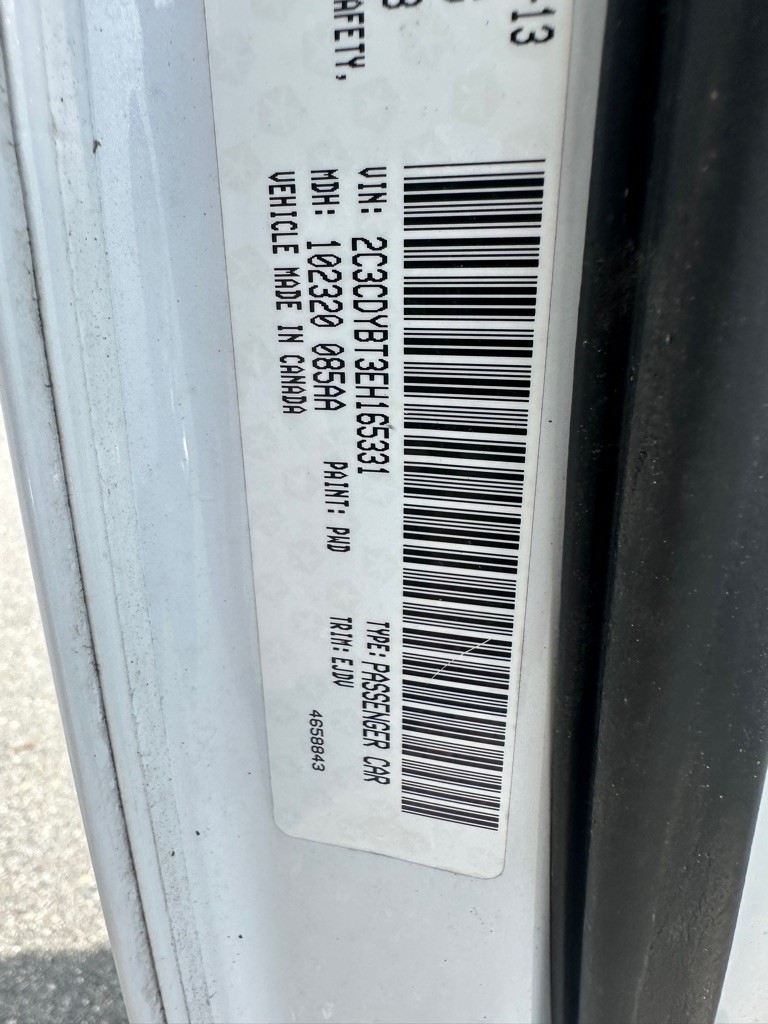 -13
AFETY,
VIN: 2C3CDYBT3EH165331
TYPE: PASSENGER CAR
MDH: 102320 085AA
PAINT: PWD
TRIM: EJDV
VEHICLE MADE IN CANADA
4658843